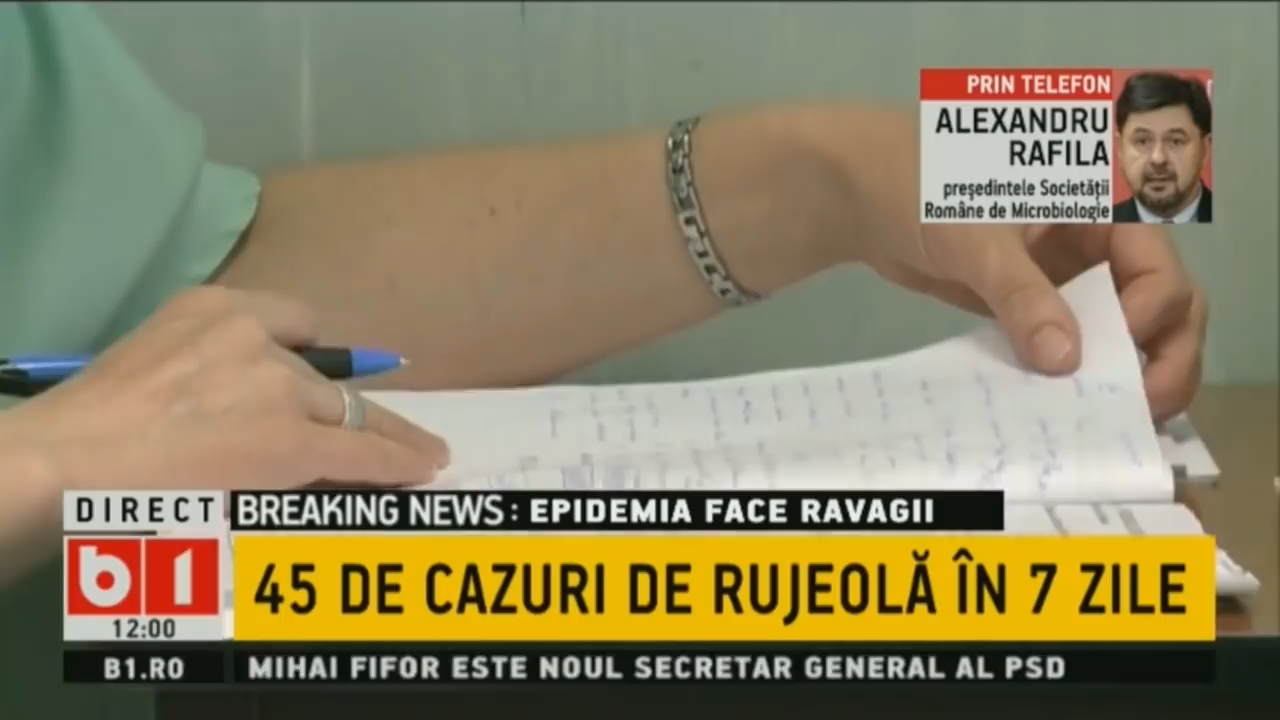 PRIN TELEFON
ALEXANDRU
RAFILA
președintele Societății
Române de Microbiologie
DIRECT
BREAKING NEWS: EPIDEMIA FACE RAVAGII
b1
45 DE CAZURI DE RUJEOLĂ ÎN 7 ZILE
12:00
B1.RO
MIHAI FIFOR ESTE NOUL SECRETAR GENERAL AL PSD